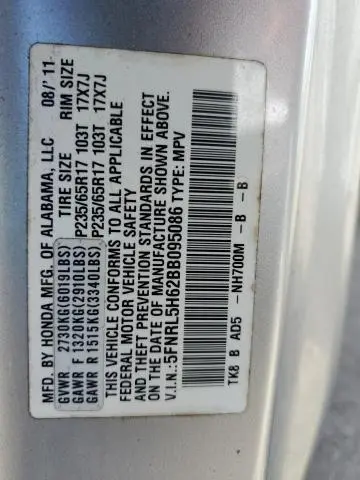 MFD. BY HONDA MFG. OF ALABAMA, LLC 08/'11
TIRE SIZE RIM SIZE
GVWR 2730KG(6019LBS)
GAWR F 1320KG(2910LBS) P235/65R17 103T 17X7J
GAWR R 1515KG(3340LBS) P235/65R17 103T 17X7J
THIS VEHICLE CONFORMS TO ALL APPLICABLE
FEDERAL MOTOR VEHICLE SAFETY
AND THEFT PREVENTION STANDARDS IN EFFECT
ON THE DATE OF MANUFACTURE SHOWN ABOVE.
V.I.N.:5FNRL5H62BB095086 TYPE: MPV
TK8 B AD5 -NH700M -B -B